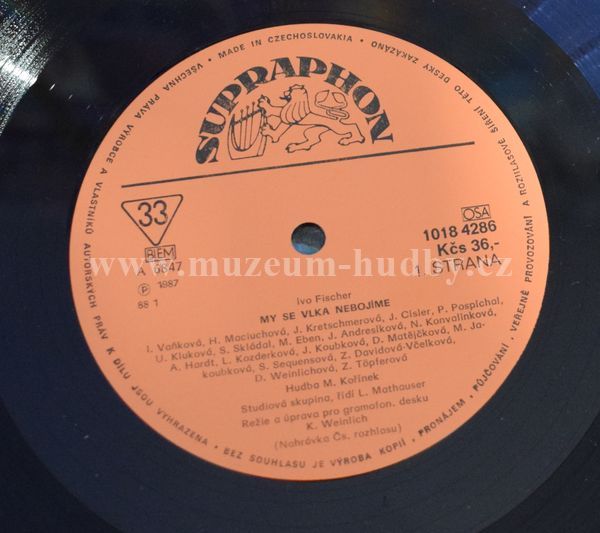 SUPRAPHON
VŠECHNA PRÁVA VÝROBCE A VLASTNÍKŮ AUTORSKÝCH PRÁV K DÍLU JSOU VYHRAZENA • BEZ SOUHLASU JE VÝROBA KOPIÍ, PRONÁJEM, PŮJČOVÁNÍ, VEŘEJNÉ PROVOZOVÁNÍ A ROZHLASOVÉ ŠÍŘENÍ TÉTO DESKY ZAKÁZÁNO • MADE IN CZECHOSLOVAKIA •
33
BIEM
A 6647
Ⓟ 1987
88 1
OSA
1018 4286
Kčs 36,-
1. STRANA
www.muzeum-hudby.cz
Ivo Fischer
MY SE VLKA NEBOJÍME
I. Vaňková, H. Maciuchová, J. Kretschmerová, J. Císler, P. Pospíchal,
U. Kluková, S. Skládal, M. Eben, J. Andresíková, N. Konvalinková,
A. Hardt, L. Kozderková, J. Koubková, D. Matějčková, M. Ja-
koubková, S. Sequensová, Z. Davidová-Včelková,
D. Weinlichová, Z. Töpferová
Hudba M. Kořínek
Studiová skupina, řídí L. Mathauser
Režie a úprava pro gramofon. desku
K. Weinlich
(Nahrávka Čs. rozhlasu)